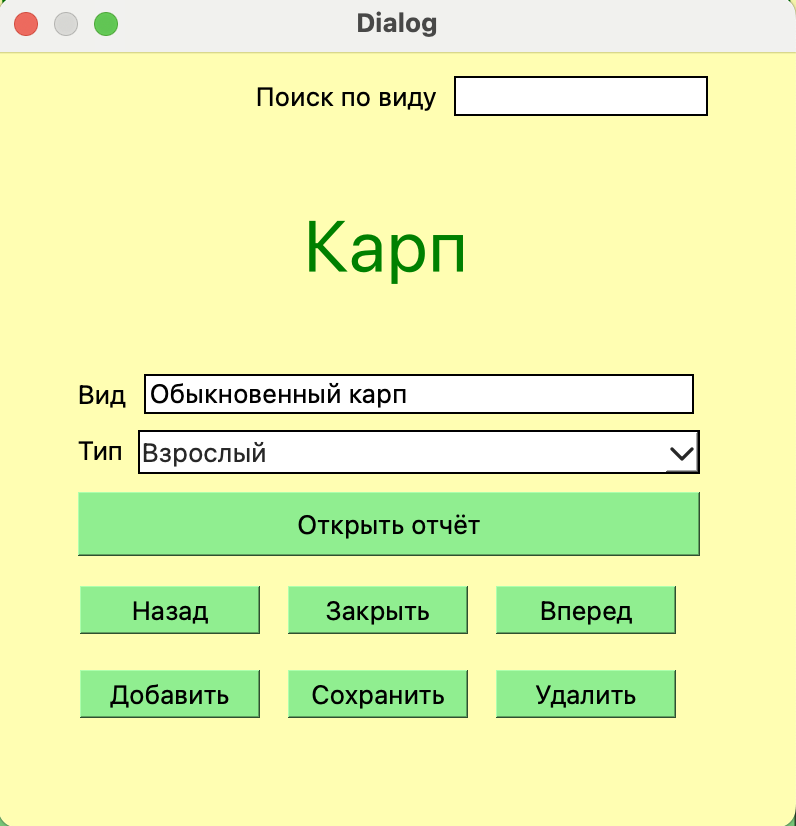 Dialog
Поиск по виду
Карп
Вид Обыкновенный карп
Тип Взрослый
Открыть отчёт
Назад Закрыть Вперед
Добавить Сохранить Удалить